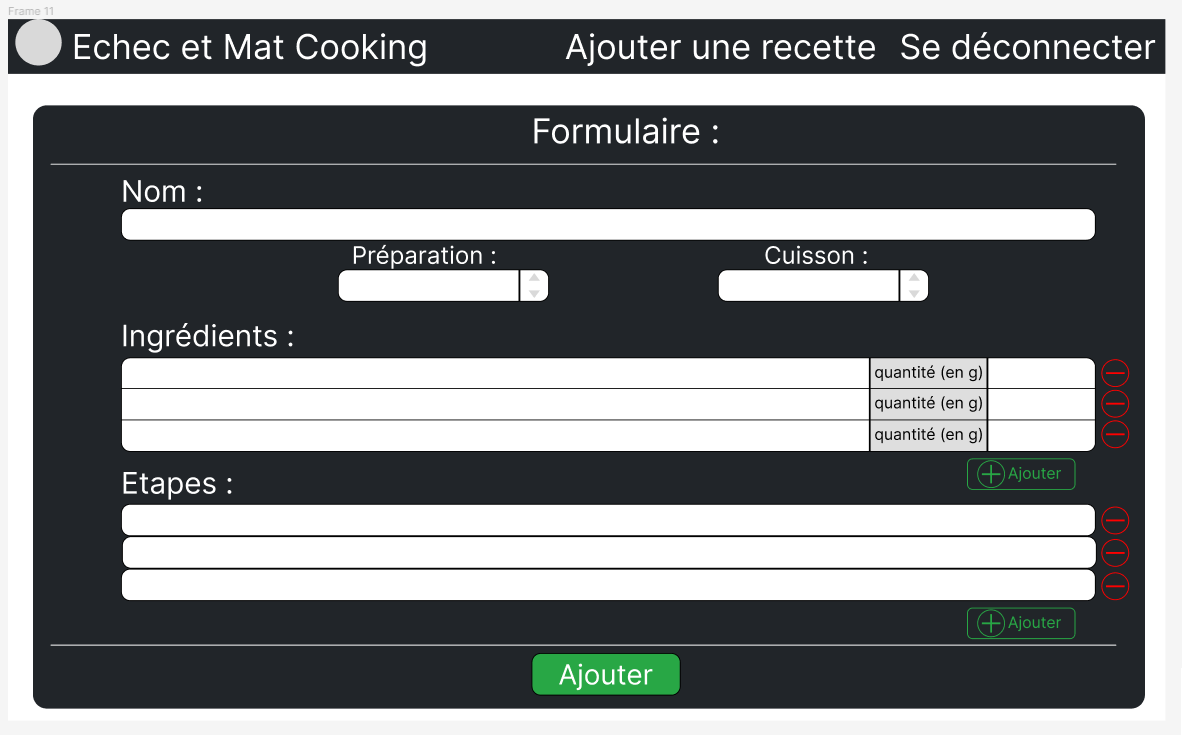 Frame 11
Echec et Mat Cooking Ajouter une recette Se déconnecter
Formulaire :
Nom :
Préparation : Cuisson :
Ingrédients :
quantité (en g)
quantité (en g)
quantité (en g)
Ajouter
Etapes :
Ajouter
Ajouter